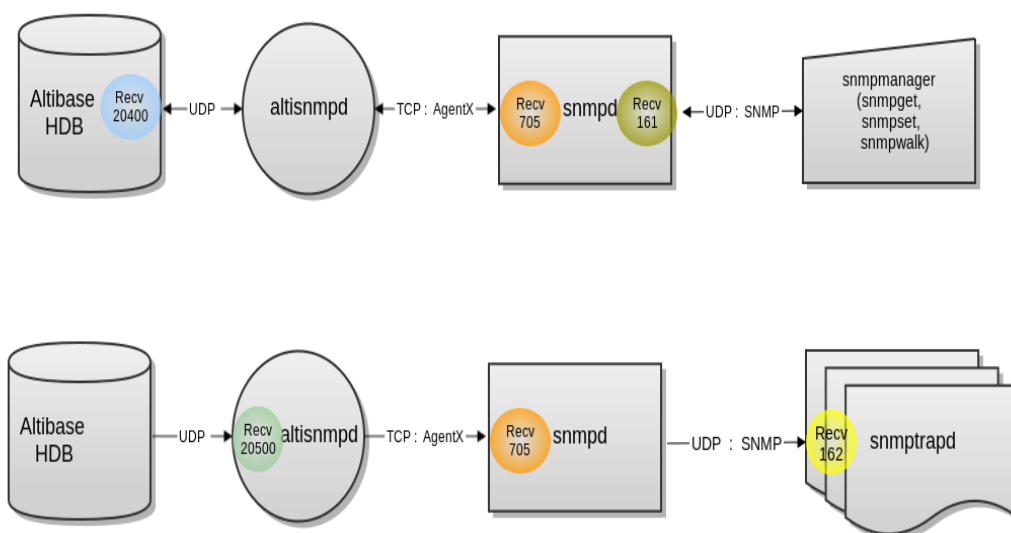 Altibase
HDB
Recv
20400
UDP
altisnmpd
TCP : AgentX
Recv
705
snmpd
Recv
161
UDP : SNMP
snmpmanager
(snmpget,
snmpset,
snmpwalk)
Altibase
HDB
UDP
Recv
20500
altisnmpd
TCP : AgentX
Recv
705
snmpd
UDP : SNMP
Recv
162
snmptrapd